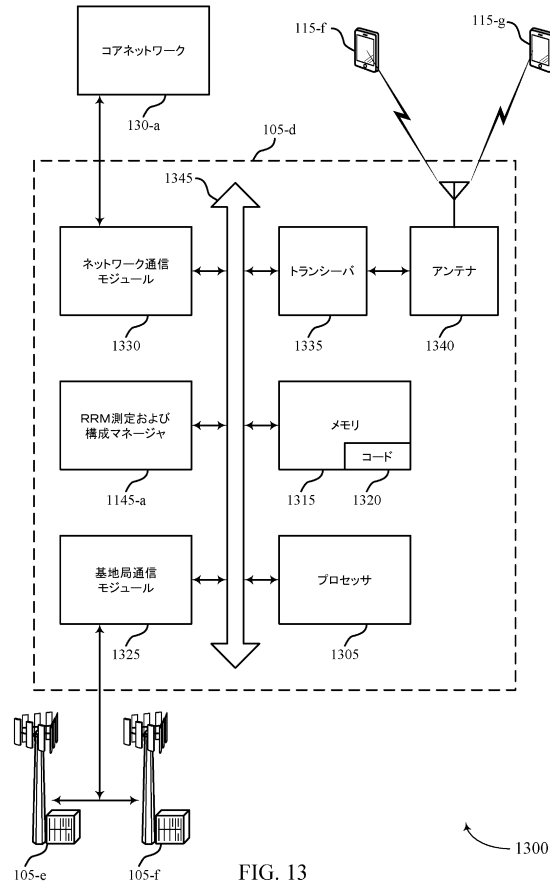 コアネットワーク
130-a
115-f
115-g
105-d
1345
ネットワーク通信
モジュール
1330
トランシーバ
1335
アンテナ
1340
RRM測定および
構成マネージャ
1145-a
メモリ
コード
1315
1320
基地局通信
モジュール
1325
プロセッサ
1305
105-e
105-f
1300
FIG. 13